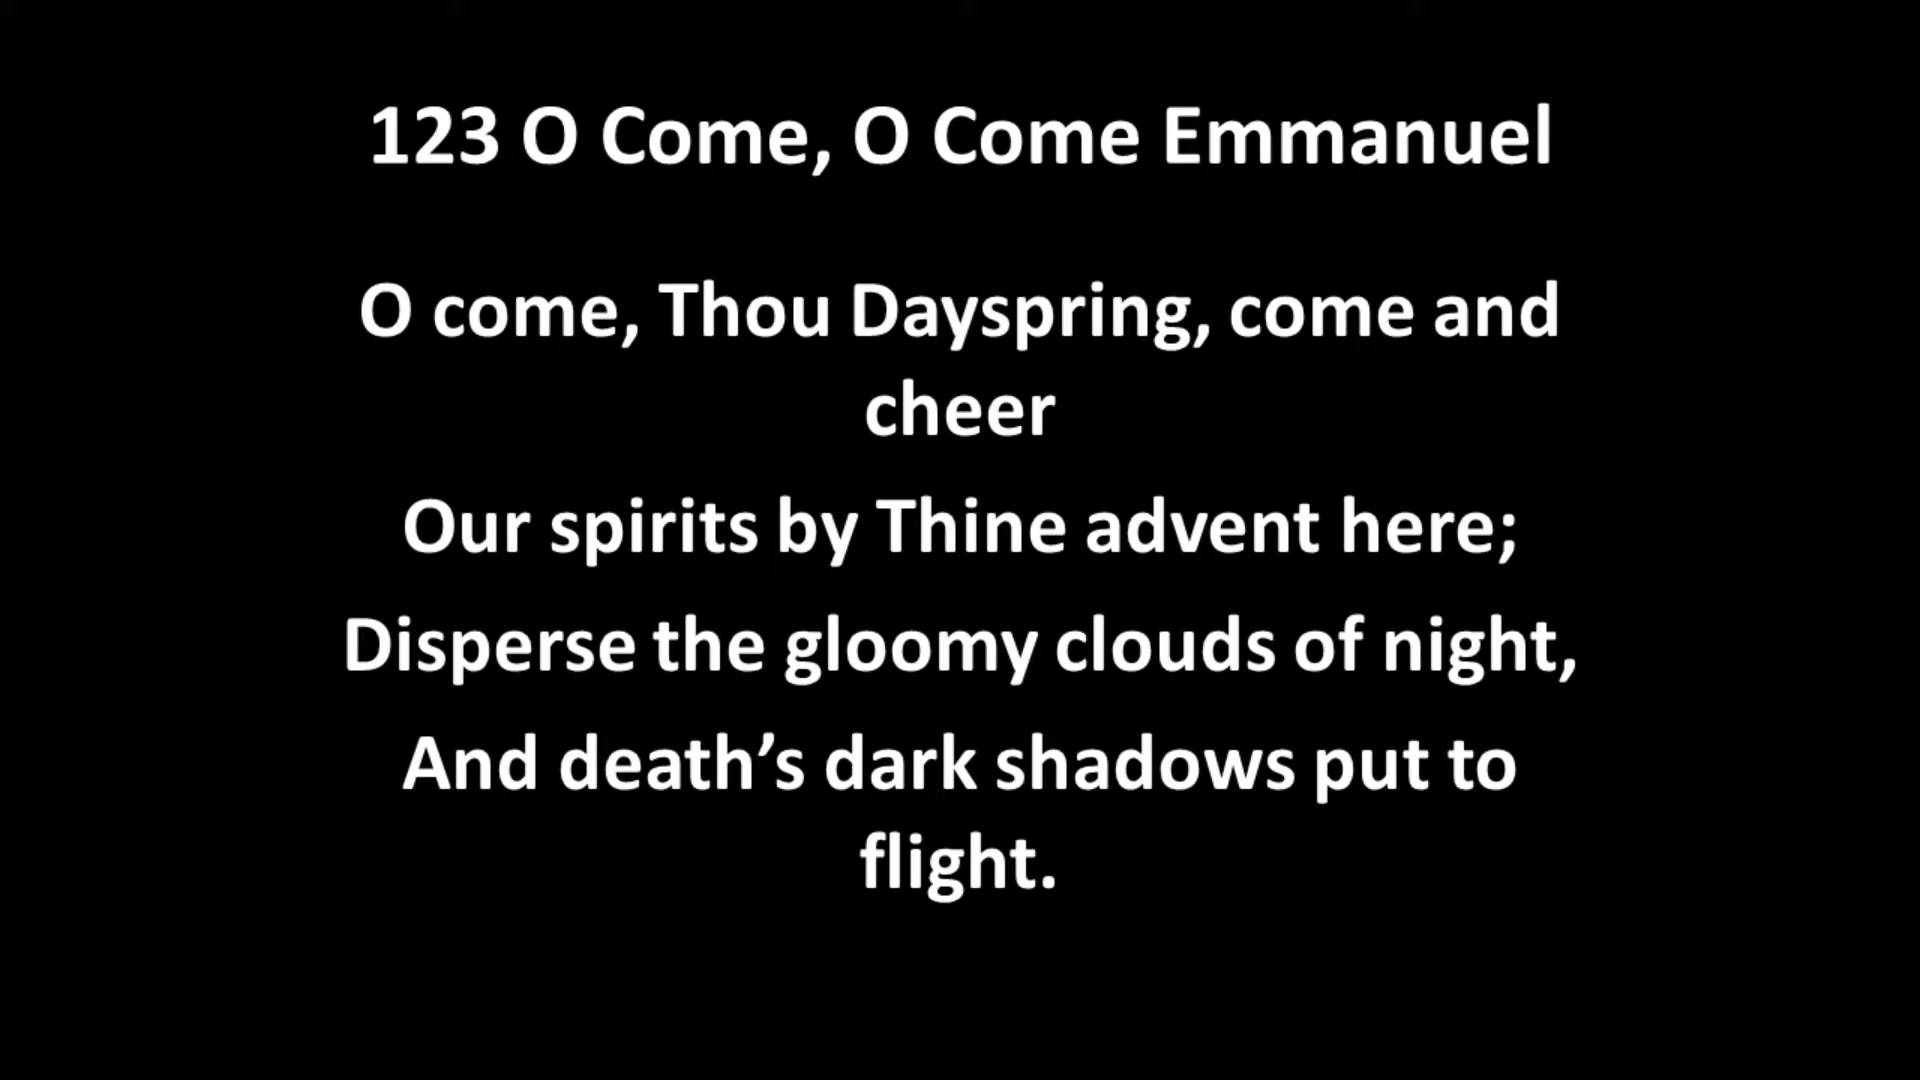 123 O Come, O Come Emmanuel
O come, Thou Dayspring, come and
cheer
Our spirits by Thine advent here;
Disperse the gloomy clouds of night,
And death’s dark shadows put to
flight.